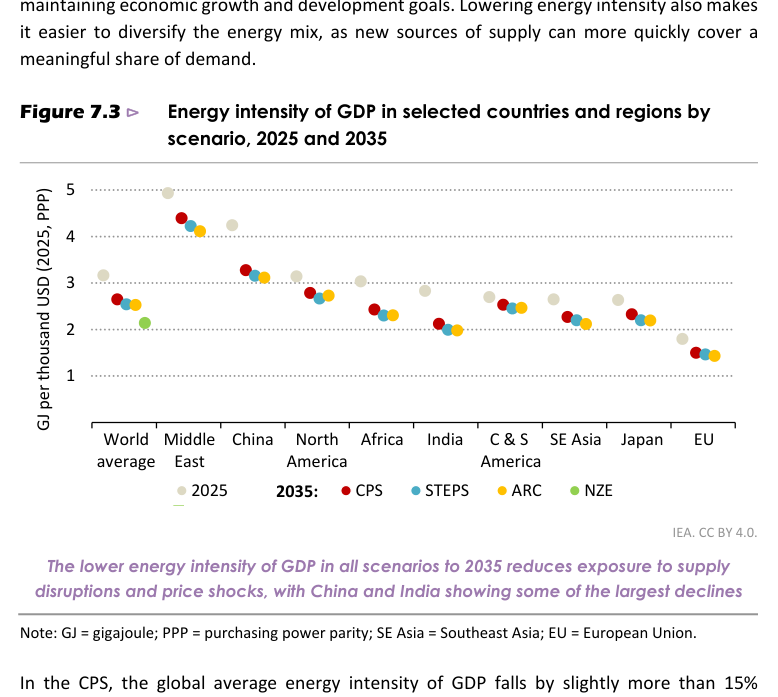 maintaining economic growth and development goals. Lowering energy intensity also makes
it easier to diversify the energy mix, as new sources of supply can more quickly cover a
meaningful share of demand.
Figure 7.3 ▻ Energy intensity of GDP in selected countries and regions by
scenario, 2025 and 2035
GJ per thousand USD (2025, PPP)
5
4
3
2
1
World average
Middle East
China
North America
Africa
India
C & S America
SE Asia
Japan
EU
2025 2035: CPS STEPS ARC NZE
IEA. CC BY 4.0.
The lower energy intensity of GDP in all scenarios to 2035 reduces exposure to supply
disruptions and price shocks, with China and India showing some of the largest declines
Note: GJ = gigajoule; PPP = purchasing power parity; SE Asia = Southeast Asia; EU = European Union.
In the CPS, the global average energy intensity of GDP falls by slightly more than 15%